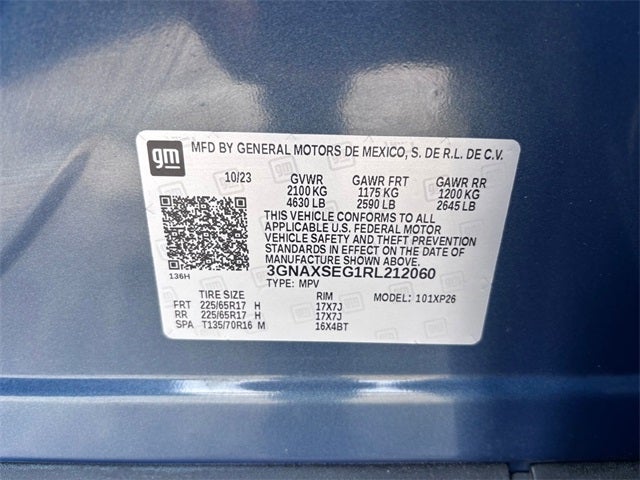 gm
MFD BY GENERAL MOTORS DE MEXICO, S. DE R.L. DE C.V.
10/23 GVWR GAWR FRT GAWR RR
2100 KG 1175 KG 1200 KG
4630 LB 2590 LB 2645 LB
THIS VEHICLE CONFORMS TO ALL
APPLICABLE U.S. FEDERAL MOTOR
VEHICLE SAFETY AND THEFT PREVENTION
STANDARDS IN EFFECT ON THE DATE OF
MANUFACTURE SHOWN ABOVE.
136H 3GNAXSEG1RL212060
TYPE: MPV
TIRE SIZE RIM MODEL: 101XP26
FRT 225/65R17 H 17X7J
RR 225/65R17 H 17X7J
SPA T135/70R16 M 16X4BT